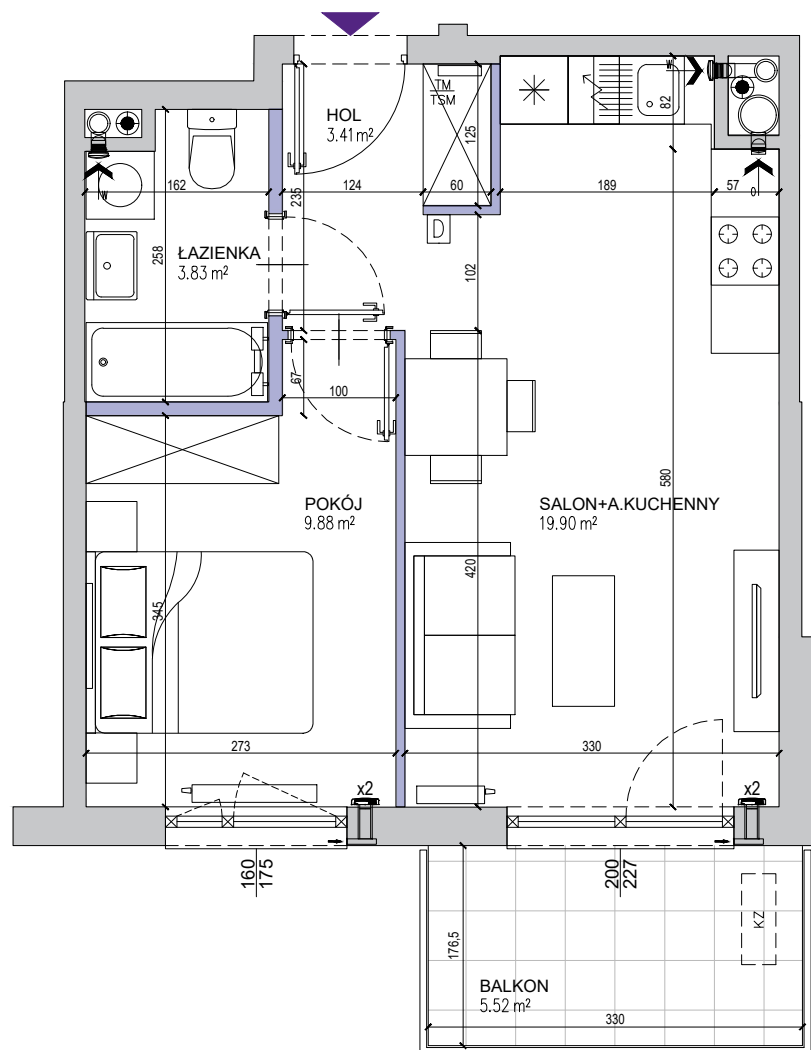 TM
TSM
W
82
HOL
3.41 m²
125
162
W
124
60
189
57
0
235
D
ŁAZIENKA
3.83 m²
258
102
67
100
580
POKÓJ
9.88 m²
SALON+A.KUCHENNY
19.90 m²
420
345
273
330
x2
x2
160
175
200
227
KZ
176,5
BALKON
5.52 m²
330